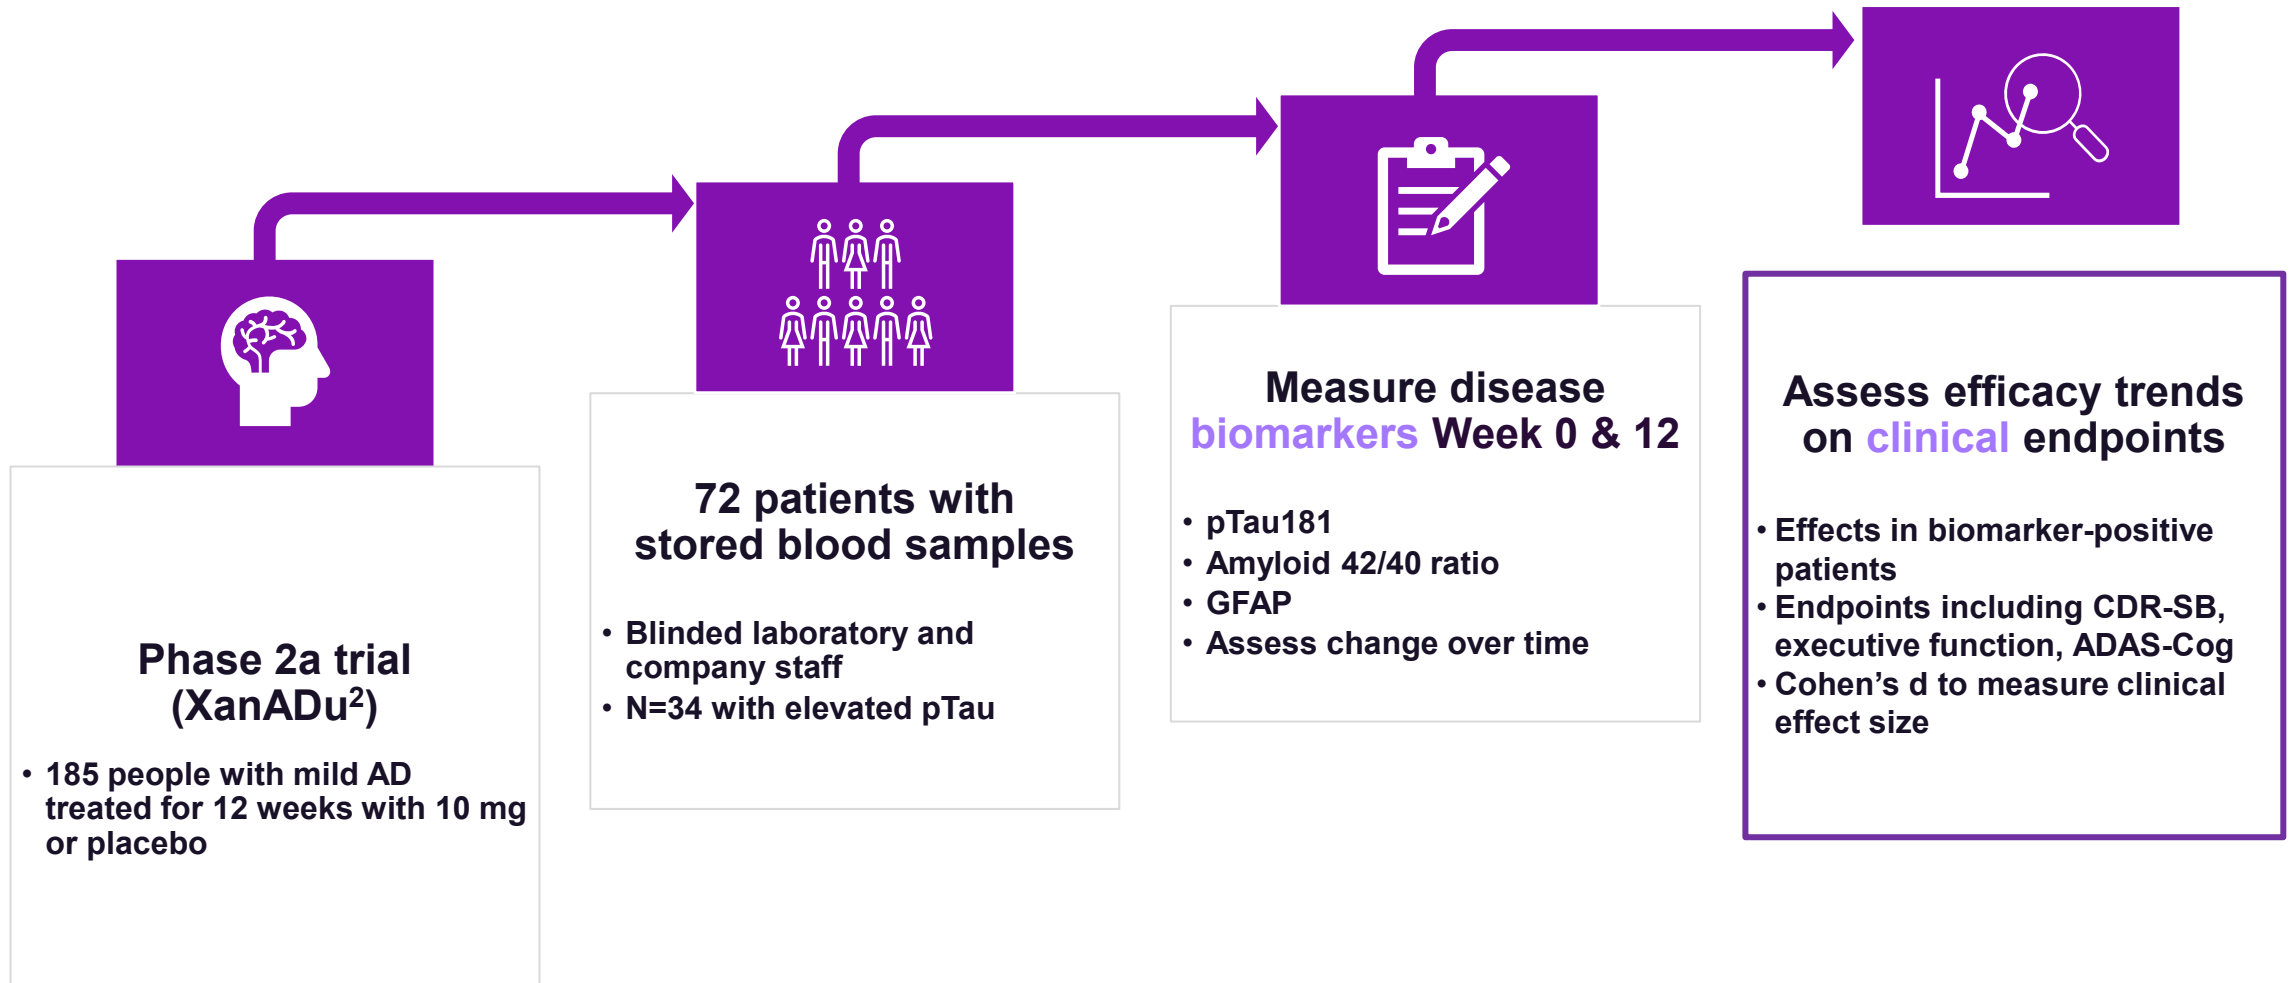 Phase 2a trial
(XanADu²)
• 185 people with mild AD
treated for 12 weeks with 10 mg
or placebo
72 patients with
stored blood samples
• Blinded laboratory and
company staff
• N=34 with elevated pTau
Measure disease
biomarkers Week 0 & 12
• pTau181
• Amyloid 42/40 ratio
• GFAP
• Assess change over time
Assess efficacy trends
on clinical endpoints
• Effects in biomarker-positive
patients
• Endpoints including CDR-SB,
executive function, ADAS-Cog
• Cohen’s d to measure clinical
effect size